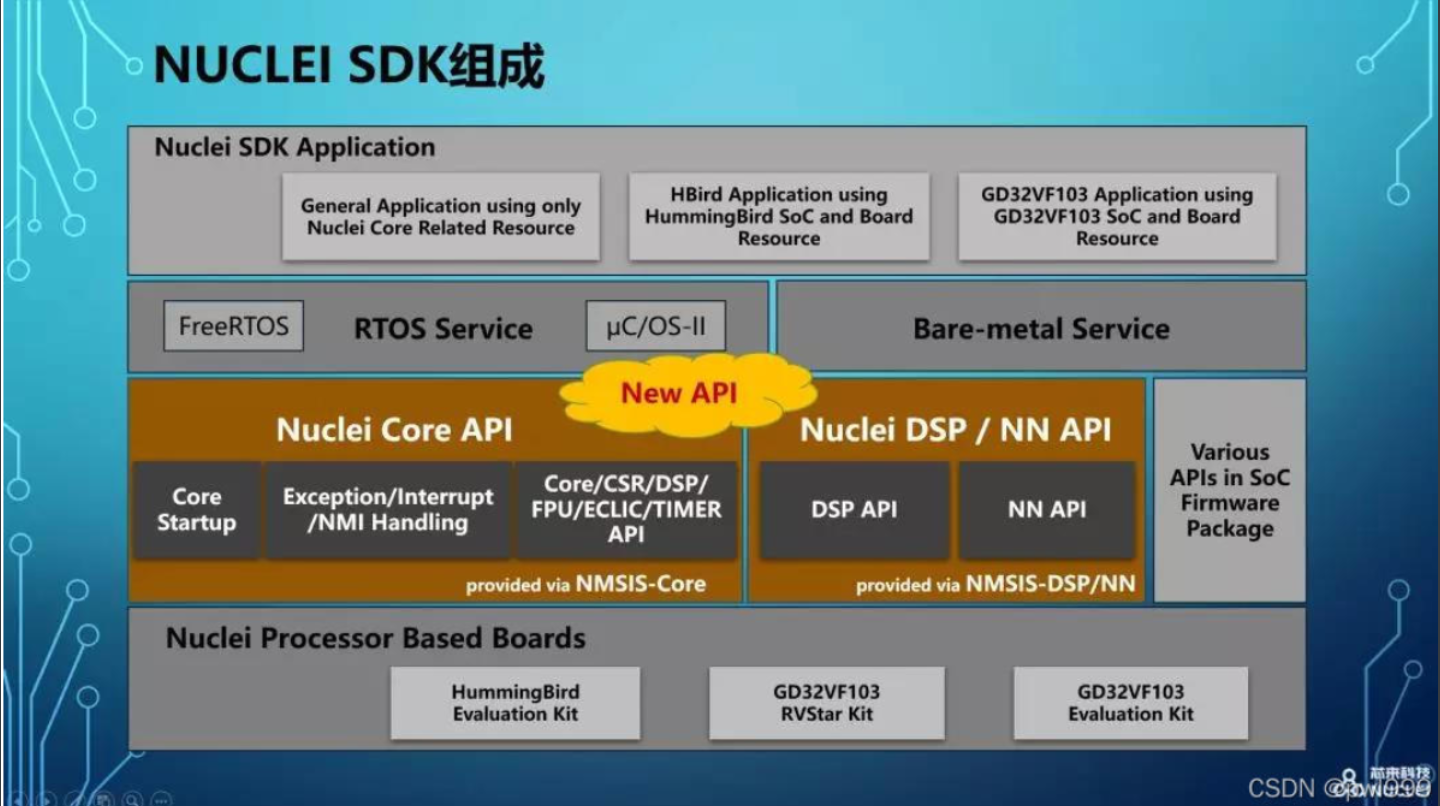 NUCLEI SDK组成
Nuclei SDK Application
General Application using only
Nuclei Core Related Resource
HBird Application using
HummingBird SoC and Board
Resource
GD32VF103 Application using
GD32VF103 SoC and Board
Resource
FreeRTOS
RTOS Service
µC/OS-II
Bare-metal Service
New API
Nuclei Core API
Core
Startup
Exception/Interrupt
/NMI Handling
Core/CSR/DSP/
FPU/ECLIC/TIMER
API
provided via NMSIS-Core
Nuclei DSP / NN API
DSP API
NN API
provided via NMSIS-DSP/NN
Various
APIs in SoC
Firmware
Package
Nuclei Processor Based Boards
HummingBird
Evaluation Kit
GD32VF103
RVStar Kit
GD32VF103
Evaluation Kit
芯来科技
NUCLEI
CSDN